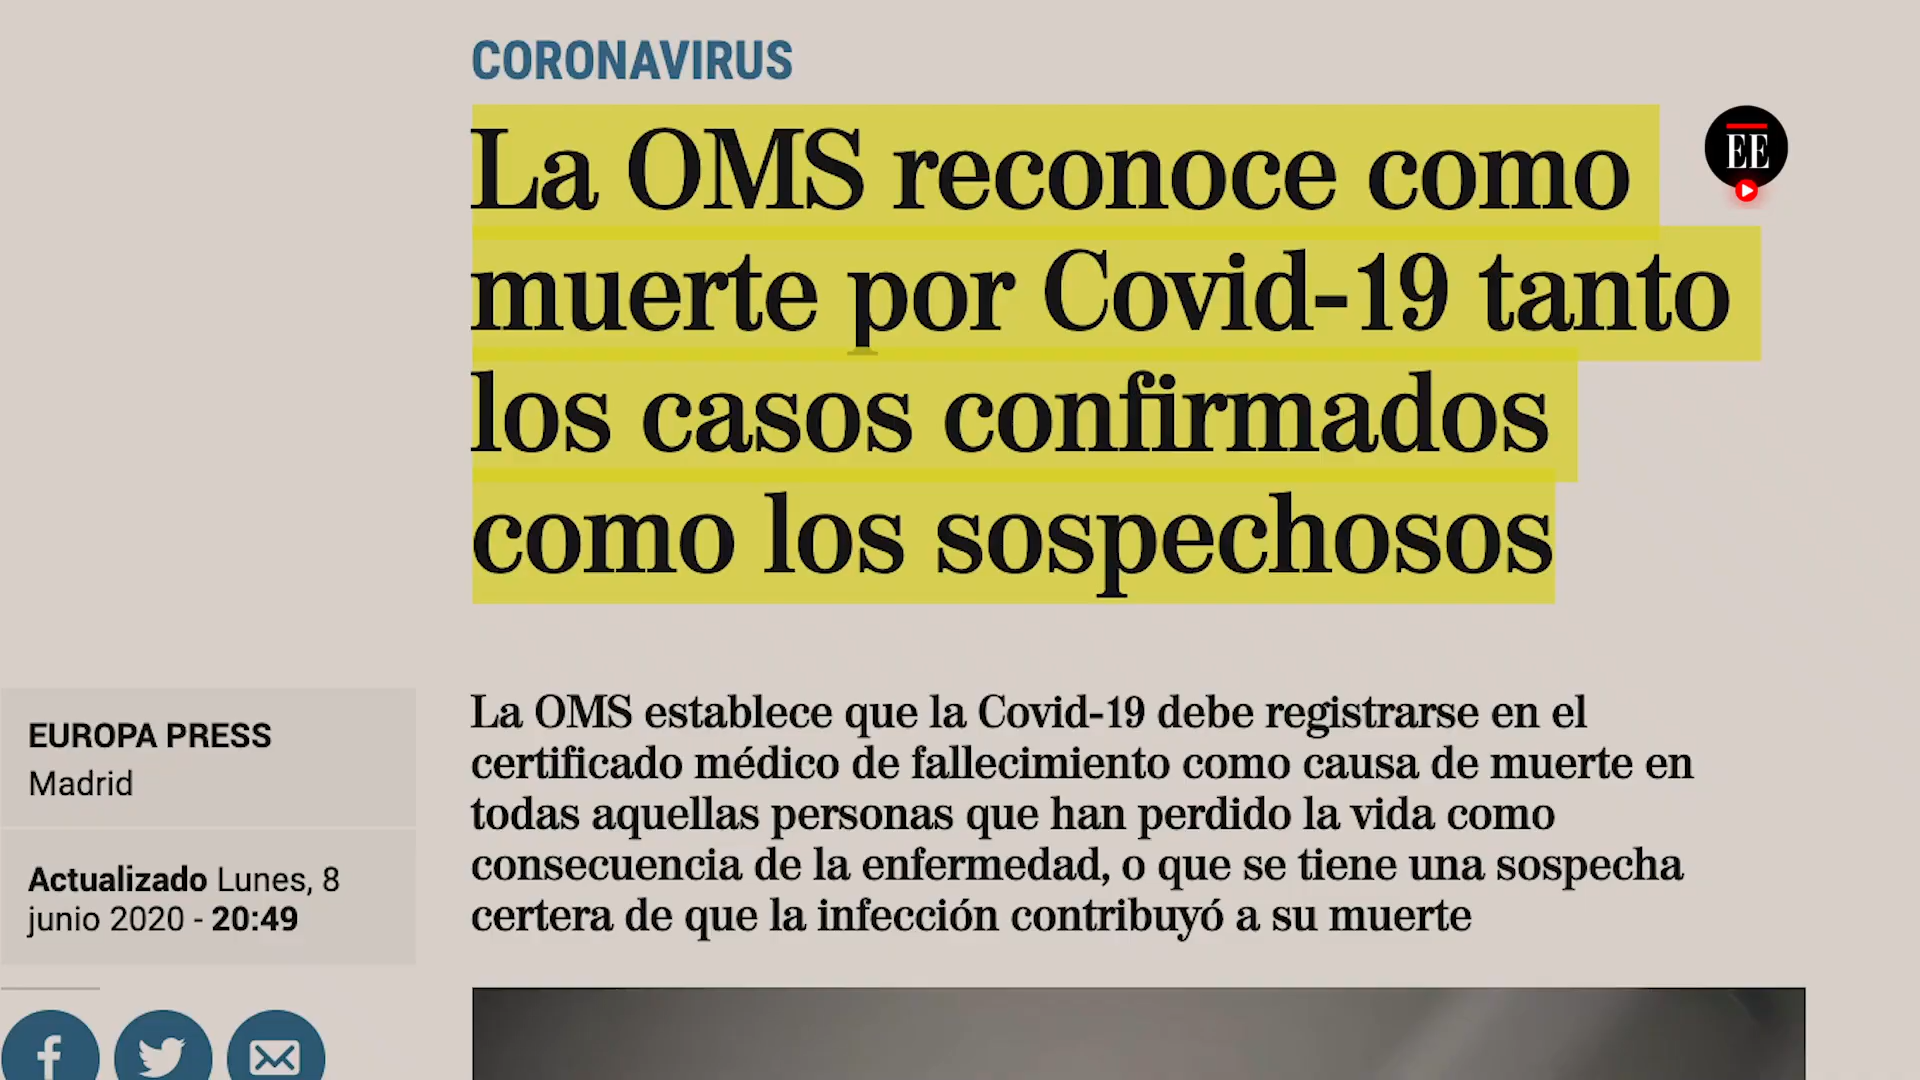 CORONAVIRUS
La OMS reconoce como
muerte por Covid-19 tanto
los casos confirmados
como los sospechosos
EE
La OMS establece que la Covid-19 debe registrarse en el
certificado médico de fallecimiento como causa de muerte en
todas aquellas personas que han perdido la vida como
consecuencia de la enfermedad, o que se tiene una sospecha
certera de que la infección contribuyó a su muerte
EUROPA PRESS
Madrid
Actualizado Lunes, 8
junio 2020 - 20:49